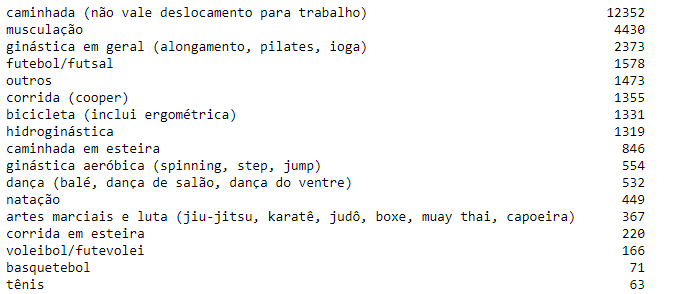 caminhada (não vale deslocamento para trabalho) 12352
musculação 4430
ginástica em geral (alongamento, pilates, ioga) 2373
futebol/futsal 1578
outros 1473
corrida (cooper) 1355
bicicleta (inclui ergométrica) 1331
hidroginástica 1319
caminhada em esteira 846
ginástica aeróbica (spinning, step, jump) 554
dança (balé, dança de salão, dança do ventre) 532
natação 449
artes marciais e luta (jiu-jitsu, karatê, judô, boxe, muay thai, capoeira) 367
corrida em esteira 220
voleibol/futevolei 166
basquetebol 71
tênis 63